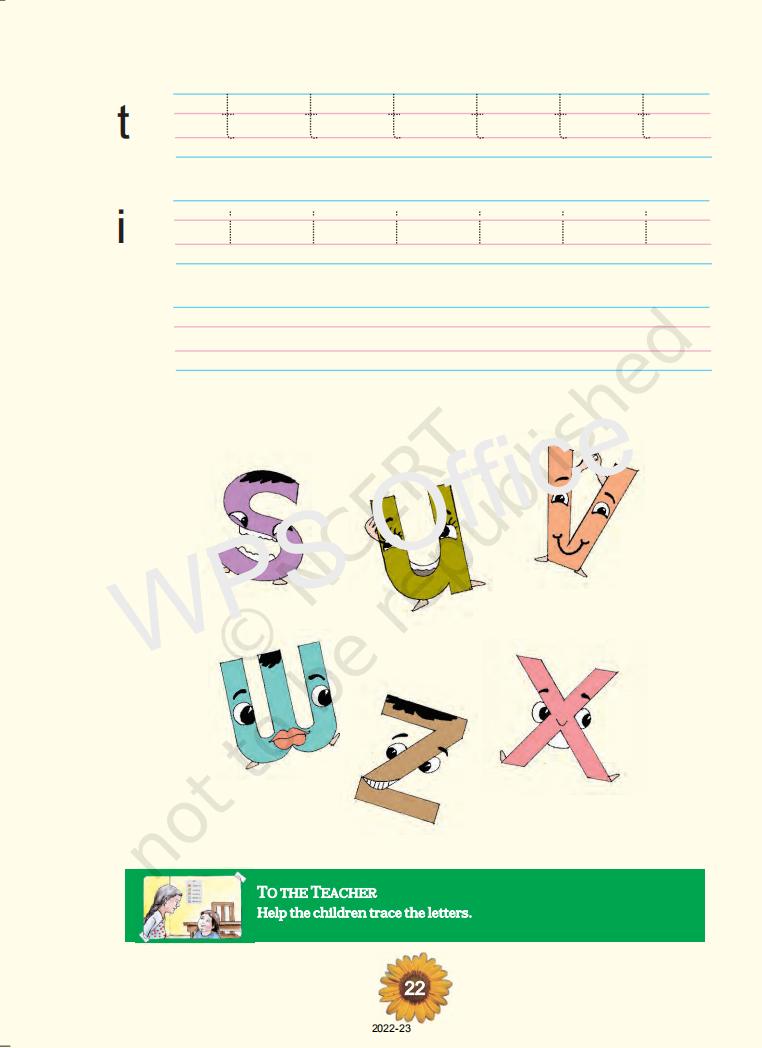 t t t t t t t
i i i i i i i
s u v
w z x
© NCERT
not to be republished
WPS Office
TO THE TEACHER
Help the children trace the letters.
22
2022-23